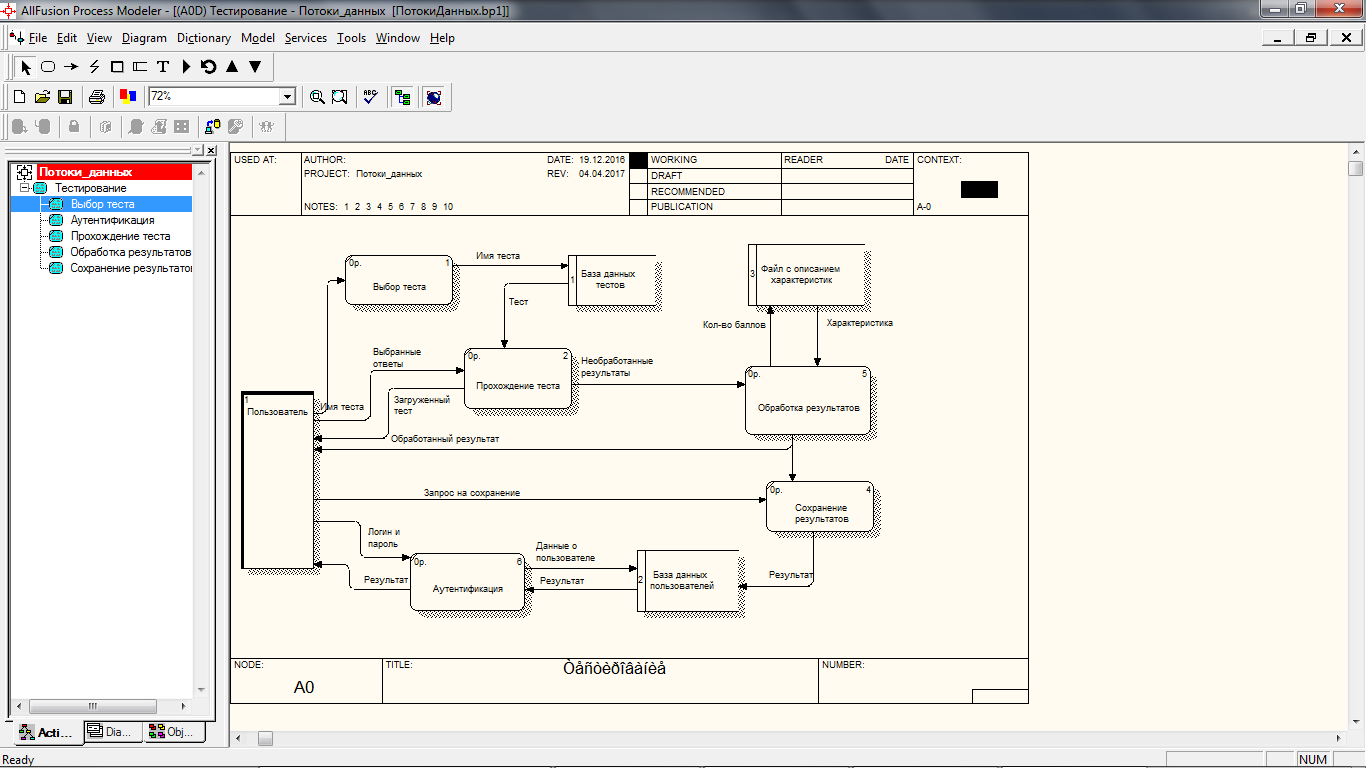 AllFusion Process Modeler - [(A0D) Тестирование - Потоки_данных [ПотокиДанных.bp1]]
File Edit View Diagram Dictionary Model Services Tools Window Help
T
72%
ABC
Потоки_данных
Тестирование
Выбор теста
Аутентификация
Прохождение теста
Обработка результатов
Сохранение результато
Acti... Dia... Obj...
USED AT:
AUTHOR:
DATE: 19.12.2016
PROJECT: Потоки_данных
REV: 04.04.2017
NOTES: 1 2 3 4 5 6 7 8 9 10
WORKING
DRAFT
RECOMMENDED
PUBLICATION
READER
DATE
CONTEXT:
A-0
0р. 1
Выбор теста
Имя теста
1
База данных
тестов
3
Файл с описанием
характеристик
Тест
Кол-во баллов
Характеристика
Выбранные
ответы
0р. 2
Прохождение теста
Необработанные
результаты
0р. 5
Обработка результатов
1
Пользователь
Имя теста
Загруженный
тест
Обработанный результат
Запрос на сохранение
0р. 4
Сохранение
результатов
Логин и
пароль
0р. 6
Аутентификация
Результат
Данные о
пользователе
Результат
2
База данных
пользователей
Результат
NODE:
A0
TITLE:
Òåñòèðîâàíèå
NUMBER:
Ready
NUM